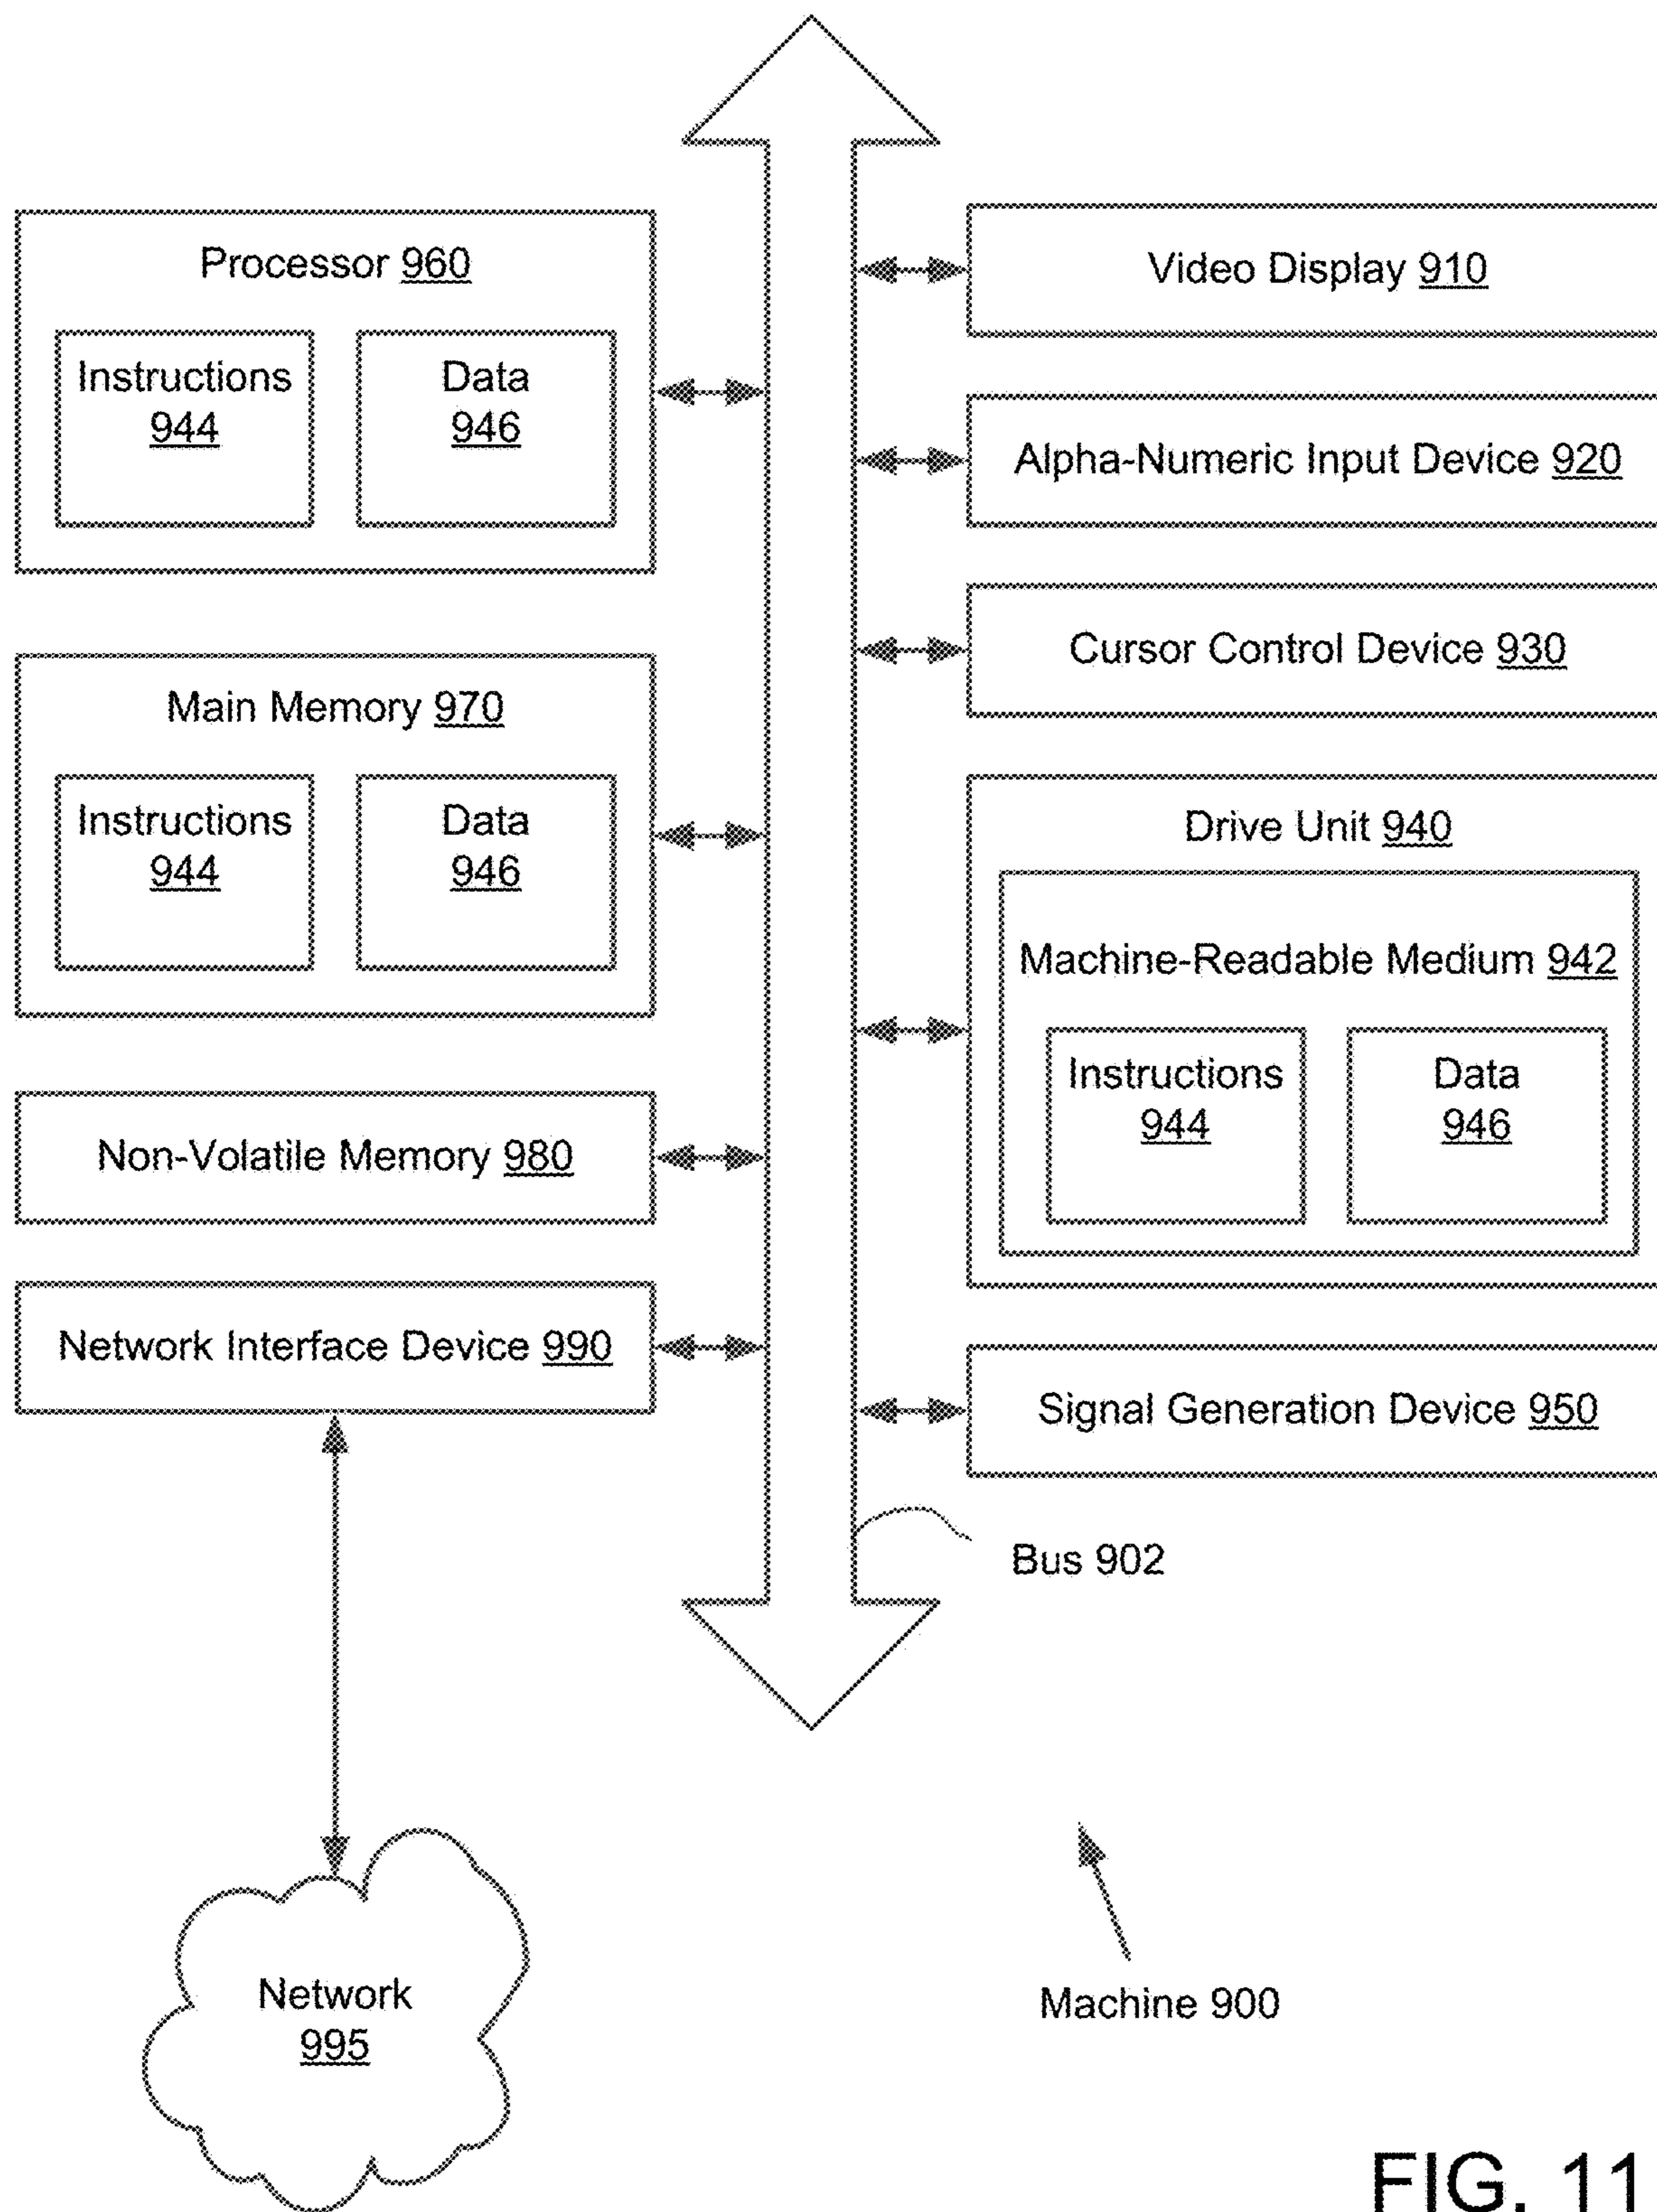 Processor 960
Instructions
944
Data
946
Main Memory 970
Instructions
944
Data
946
Non-Volatile Memory 980
Network Interface Device 990
Network
995
Video Display 910
Alpha-Numeric Input Device 920
Cursor Control Device 930
Drive Unit 940
Machine-Readable Medium 942
Instructions
944
Data
946
Signal Generation Device 950
Bus 902
Machine 900
FIG. 11